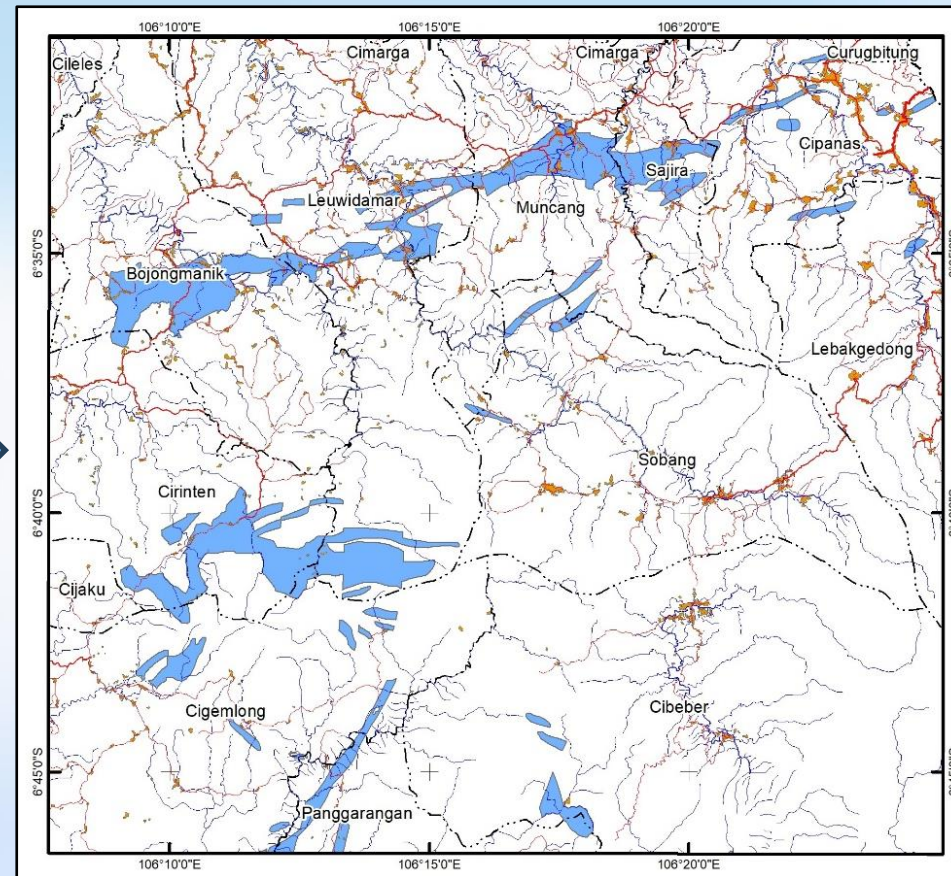 106°10'0"E 106°15'0"E 106°20'0"E
Cileles Cimarga Cimarga Curugbitung
Cipanas
Sajira
Leuwidamar Muncang
6°35'0"S
Bojongmanik
Lebakgedong
Sobang
Cirinten
6°40'0"S
Cijaku
Cigemlong Cibeber
6°45'0"S
Panggarangan
106°10'0"E 106°15'0"E 106°20'0"E